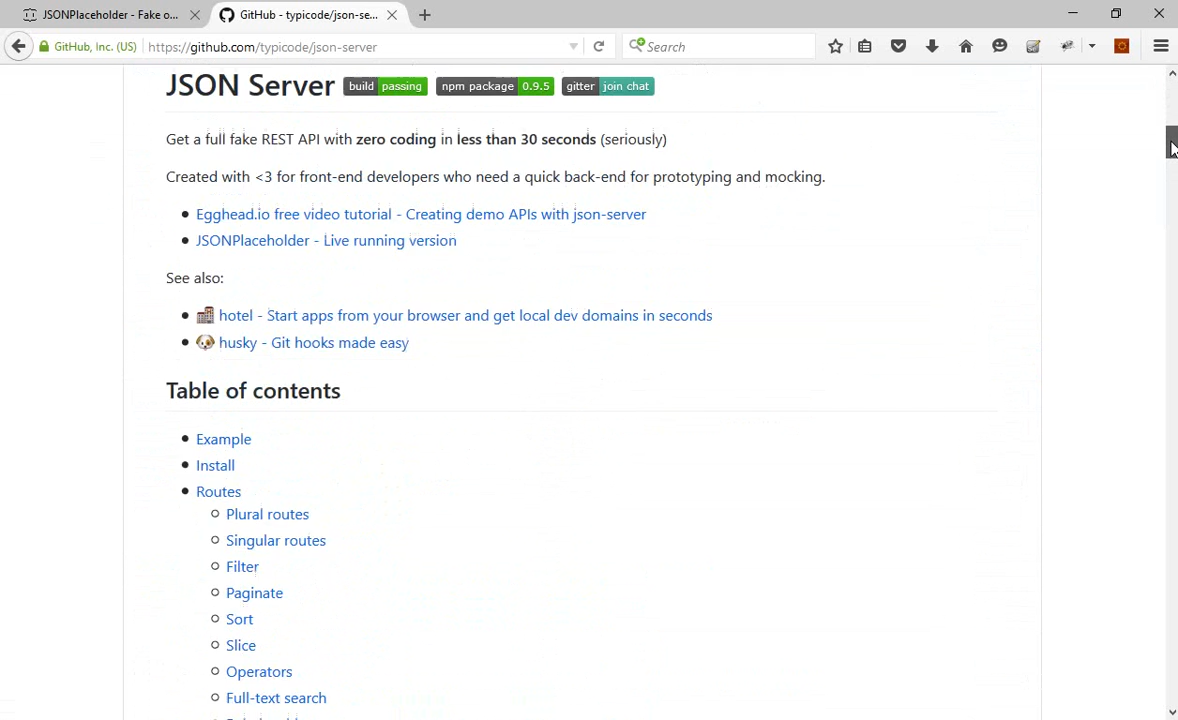 JSONPlaceholder - Fake o...
GitHub - typicode/json-se...
GitHub, Inc. (US)
https://github.com/typicode/json-server
Search
JSON Server build passing npm package 0.9.5 gitter join chat
Get a full fake REST API with zero coding in less than 30 seconds (seriously)
Created with <3 for front-end developers who need a quick back-end for prototyping and mocking.
Egghead.io free video tutorial - Creating demo APIs with json-server
JSONPlaceholder - Live running version
See also:
hotel - Start apps from your browser and get local dev domains in seconds
husky - Git hooks made easy
Table of contents
Example
Install
Routes
Plural routes
Singular routes
Filter
Paginate
Sort
Slice
Operators
Full-text search